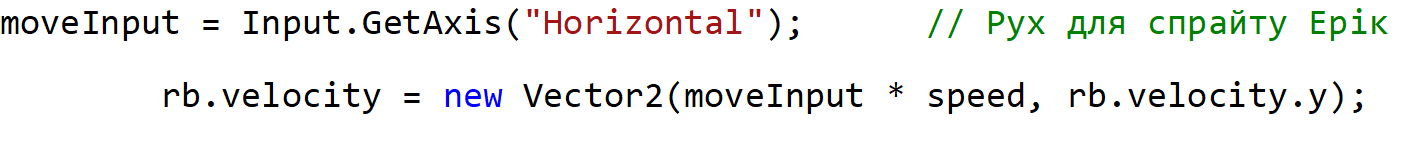 moveInput = Input.GetAxis("Horizontal"); // Рух для спрайту Ерік
rb.velocity = new Vector2(moveInput * speed, rb.velocity.y);